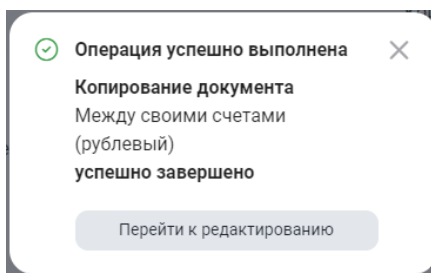 Операция успешно выполнена
Копирование документа
Между своими счетами
(рублевый)
успешно завершено
Перейти к редактированию